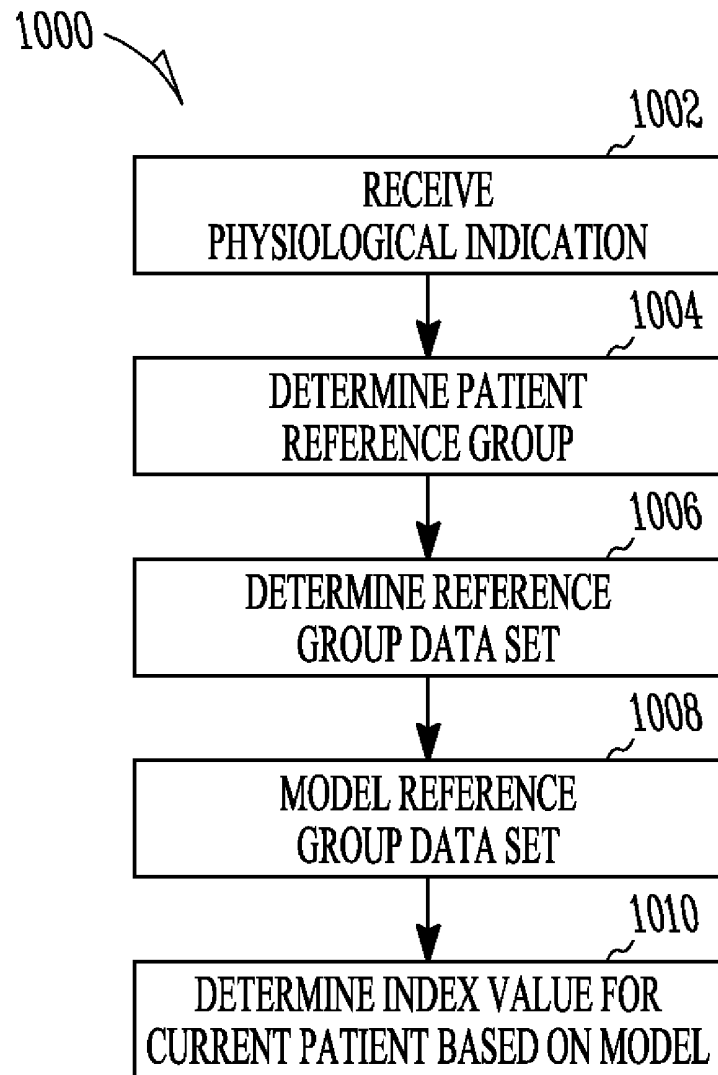 1000
1002
RECEIVE
PHYSIOLOGICAL INDICATION
1004
DETERMINE PATIENT
REFERENCE GROUP
1006
DETERMINE REFERENCE
GROUP DATA SET
1008
MODEL REFERENCE
GROUP DATA SET
1010
DETERMINE INDEX VALUE FOR
CURRENT PATIENT BASED ON MODEL